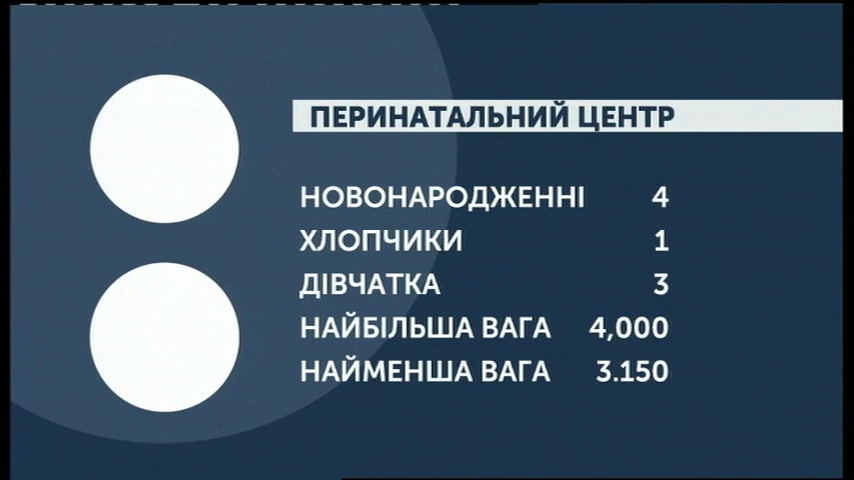 ПЕРИНАТАЛЬНИЙ ЦЕНТР
НОВОНАРОДЖЕННІ 4
ХЛОПЧИКИ 1
ДІВЧАТКА 3
НАЙБІЛЬША ВАГА 4,000
НАЙМЕНША ВАГА 3.150